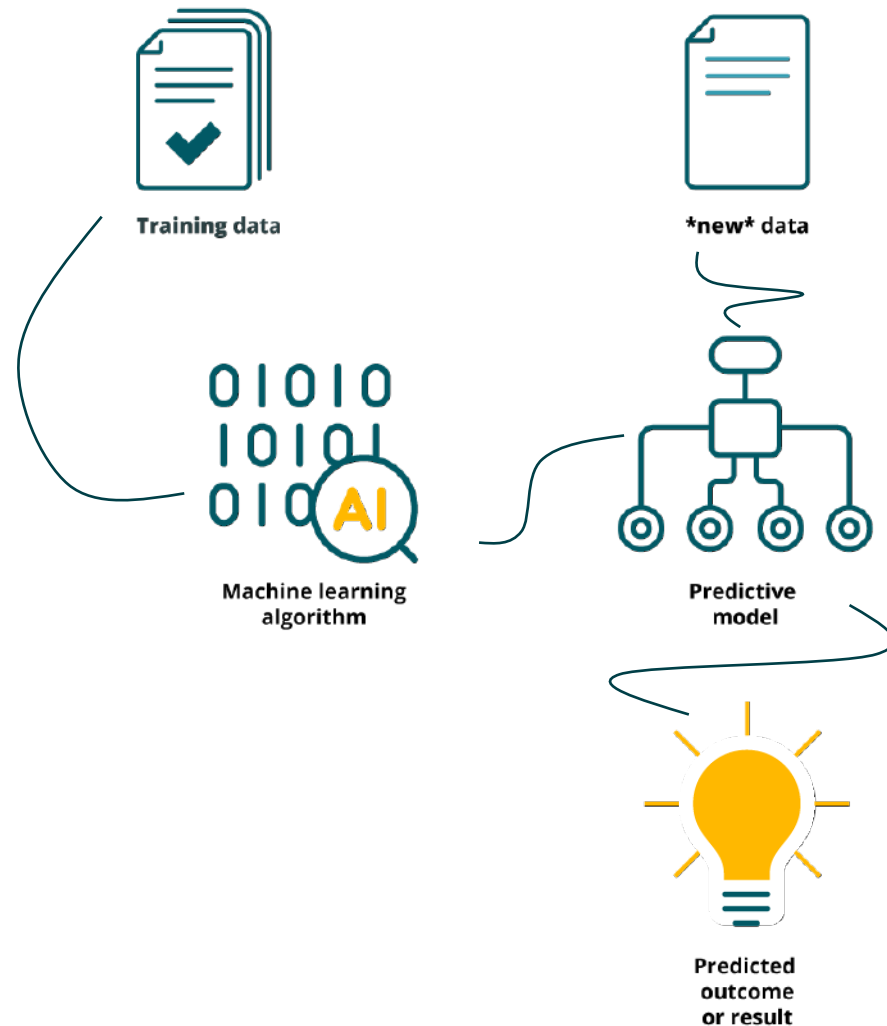 Training data
*new* data
01010
10101
010
AI
Machine learning
algorithm
Predictive
model
Predicted
outcome
or result